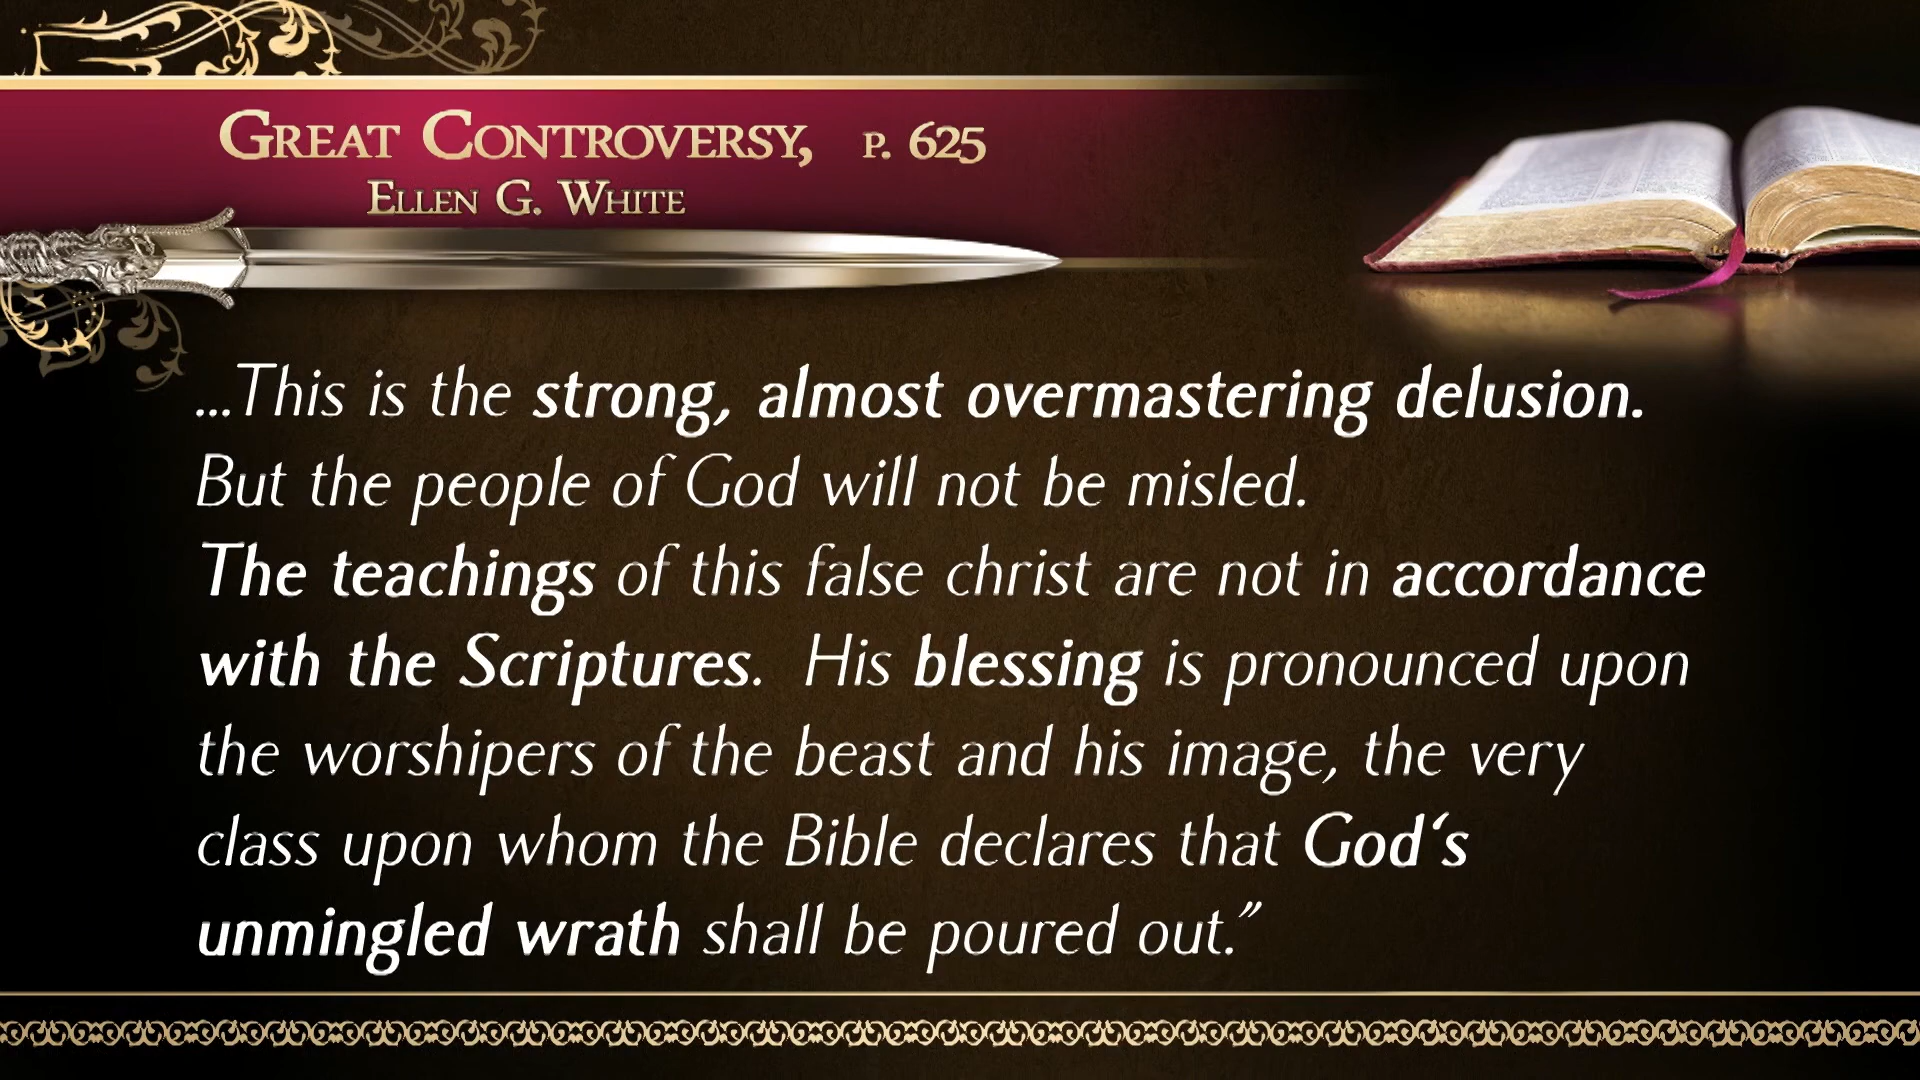 GREAT CONTROVERSY, P. 625
ELLEN G. WHITE
...This is the strong, almost overmastering delusion.
But the people of God will not be misled.
The teachings of this false christ are not in accordance
with the Scriptures. His blessing is pronounced upon
the worshipers of the beast and his image, the very
class upon whom the Bible declares that God‘s
unmingled wrath shall be poured out.”